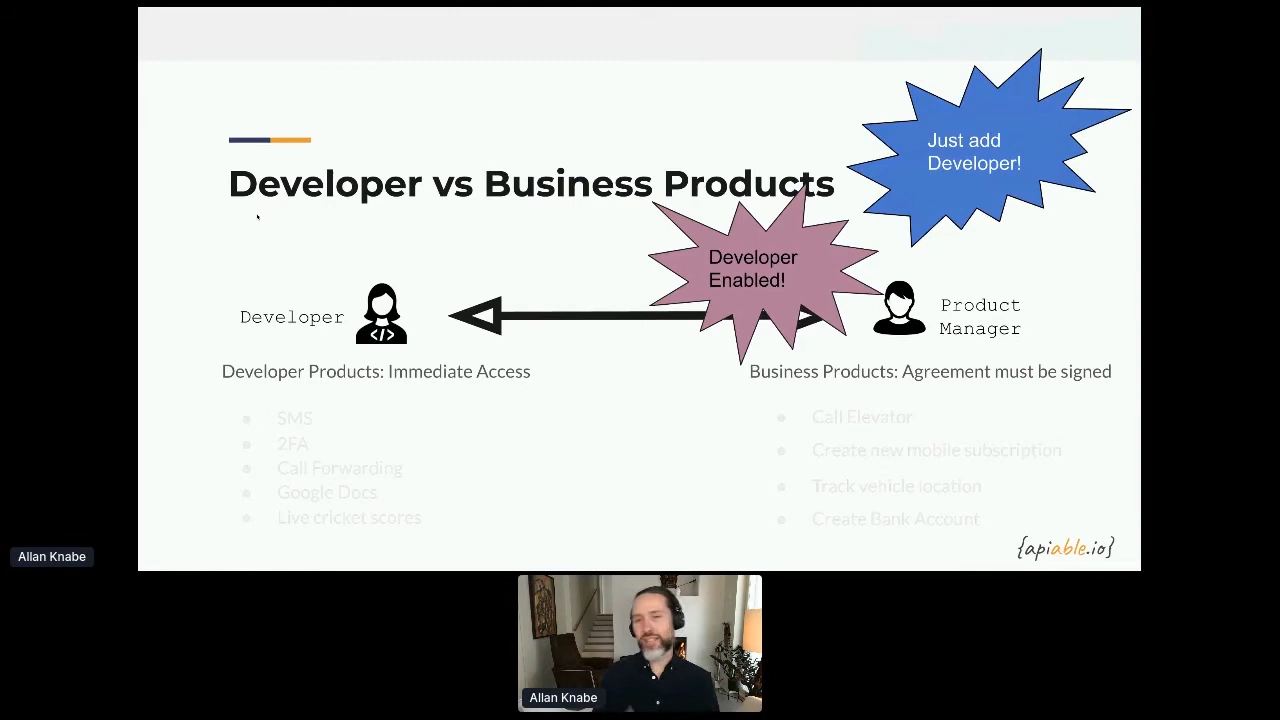 Just add
Developer!
Developer vs Business Products
Developer
Enabled!
Developer
Product
Manager
Developer Products: Immediate Access
Business Products: Agreement must be signed
SMS
2FA
Call Forwarding
Google Docs
Live cricket scores
Call Elevator
Create new mobile subscription
Track vehicle location
Create Bank Account
{apiable.io}
Allan Knabe
Allan Knabe